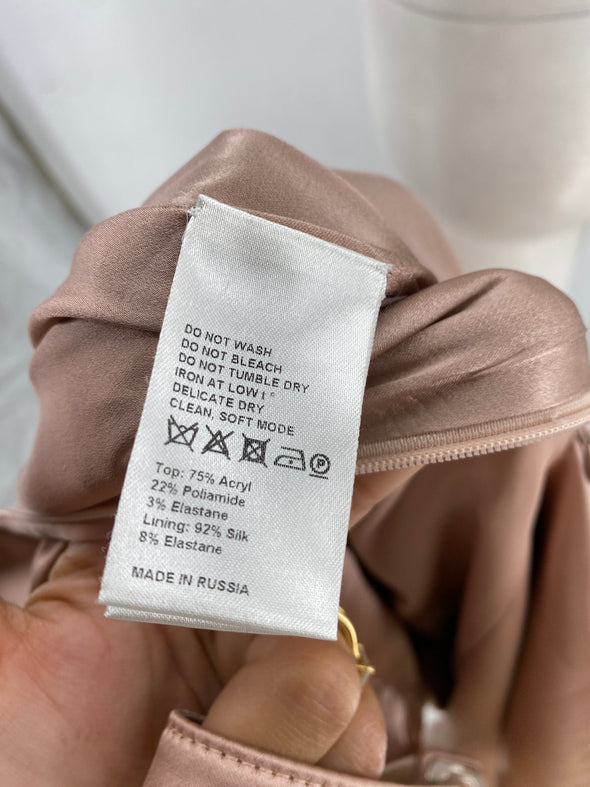 DO NOT WASH
DO NOT BLEACH
DO NOT TUMBLE DRY
IRON AT LOW t °
DELICATE DRY
CLEAN, SOFT MODE
Top: 75% Acryl
22% Poliamide
3% Elastane
Lining: 92% Silk
8% Elastane
MADE IN RUSSIA